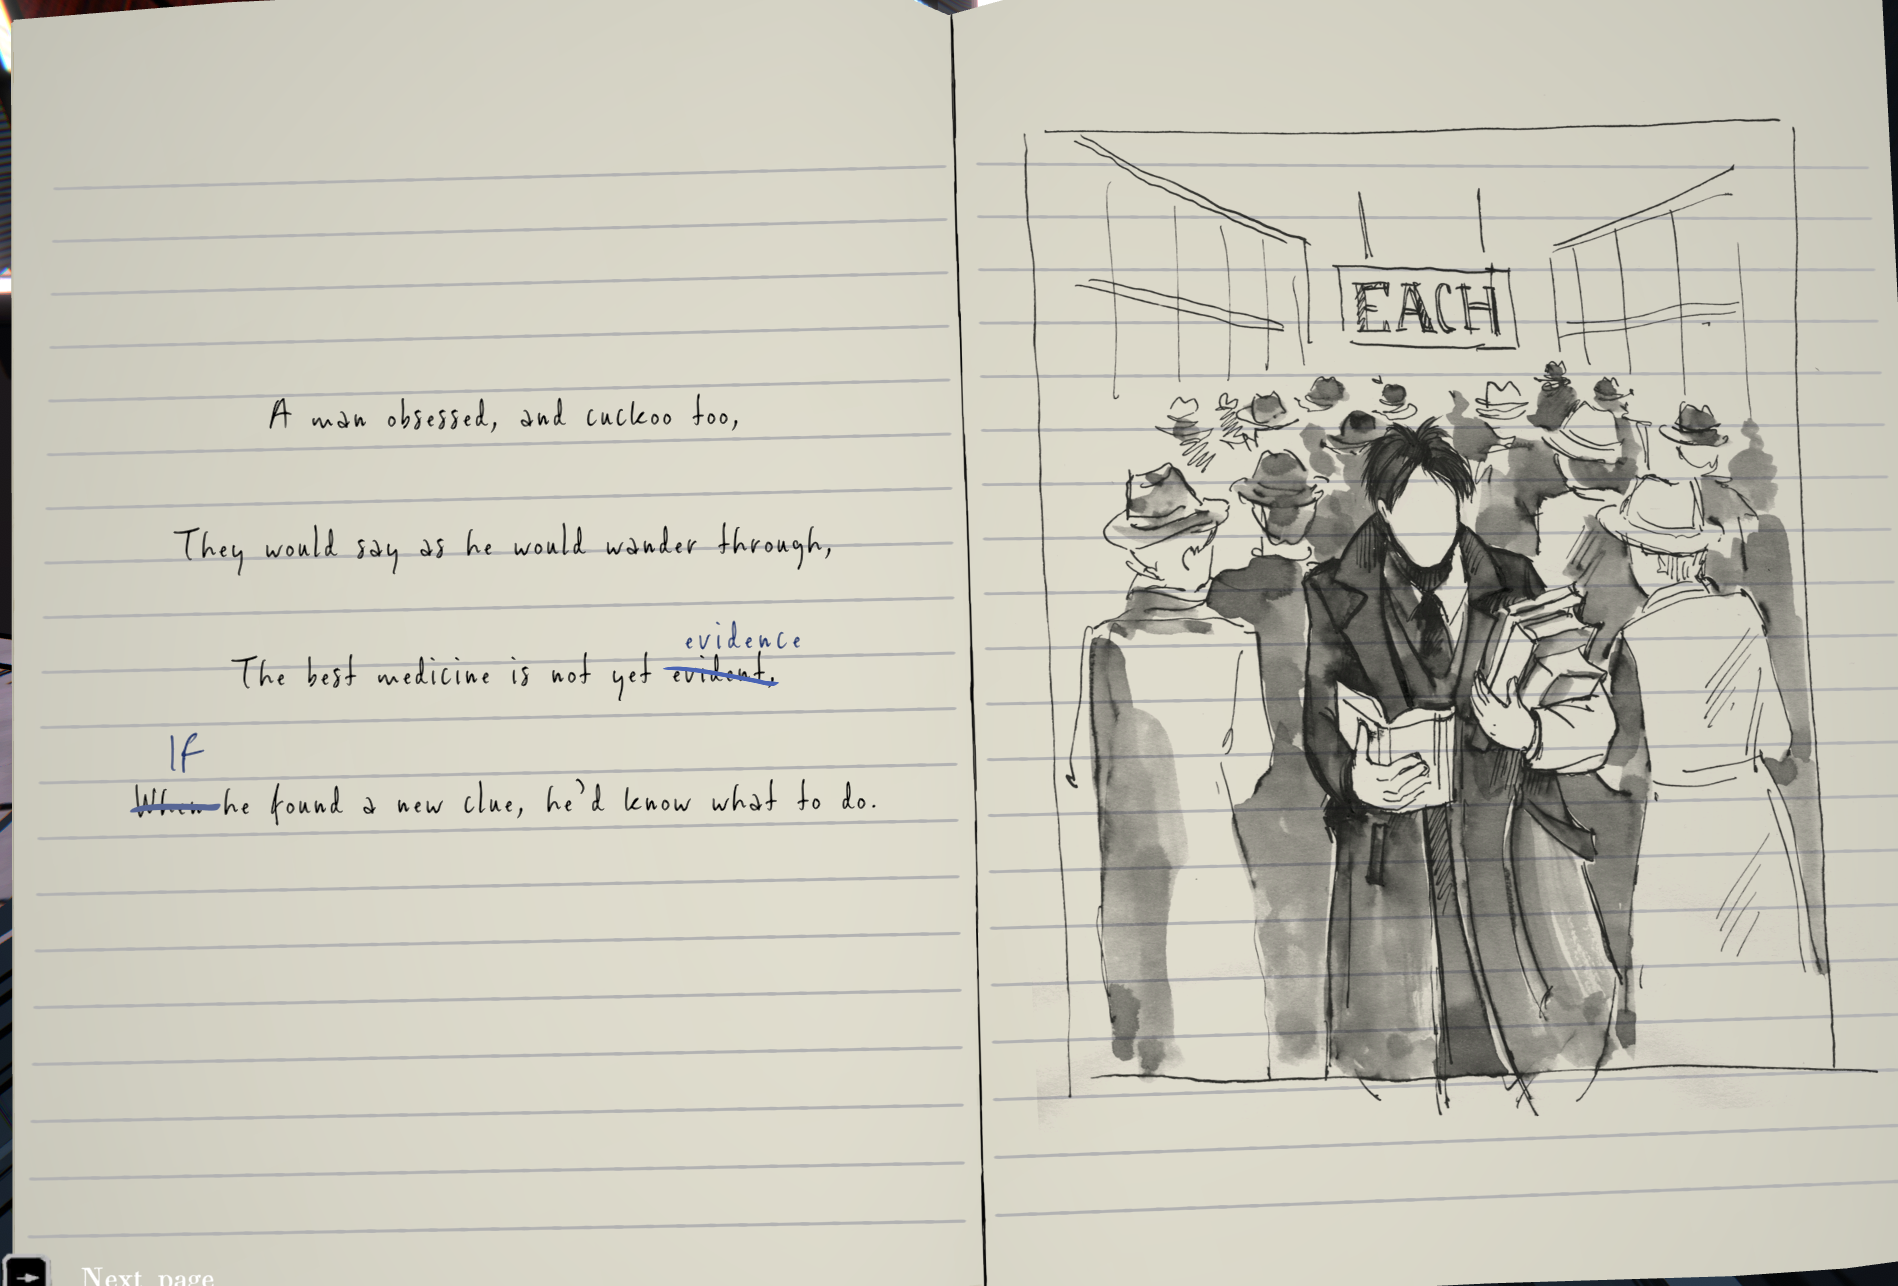 A man obsessed, and cuckoo too,
They would say as he would wander through,
evidence
The best medicine is not yet evident.
If
When he found a new clue, he'd know what to do.
EACH
Next page